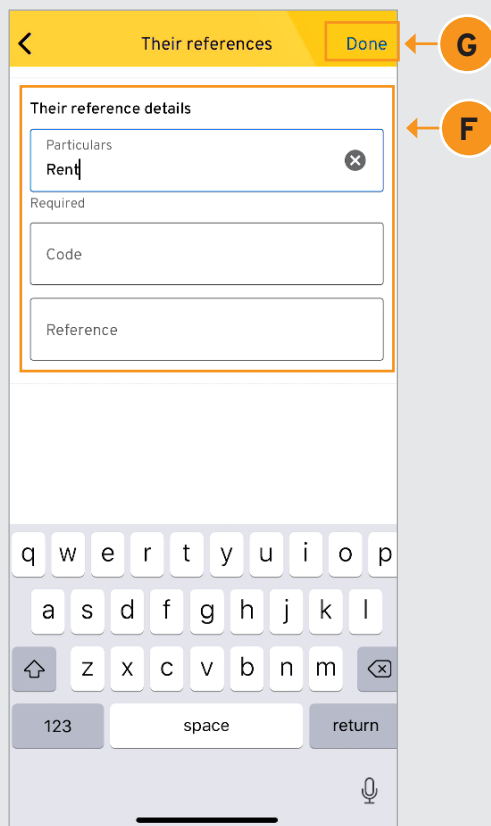 Their references Done G
Their reference details F
Particulars
Rent
Required
Code
Reference
q w e r t y u i o p
a s d f g h j k l
z x c v b n m
123 space return